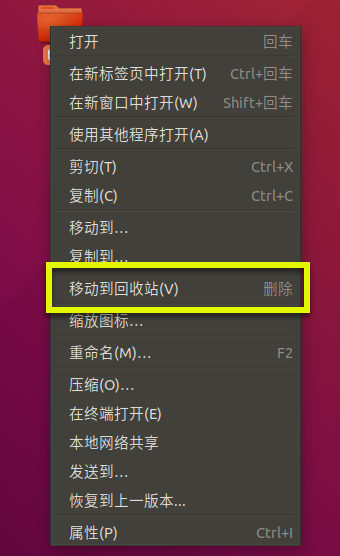 打开 回车
在新标签页中打开(T) Ctrl+回车
在新窗口中打开(W) Shift+回车
使用其他程序打开(A)
剪切(T) Ctrl+X
复制(C) Ctrl+C
移动到…
复制到…
移动到回收站(V) 删除
缩放图标…
重命名(M)… F2
压缩(O)…
在终端打开(E)
本地网络共享
发送到…
恢复到上一版本...
属性(P) Ctrl+I